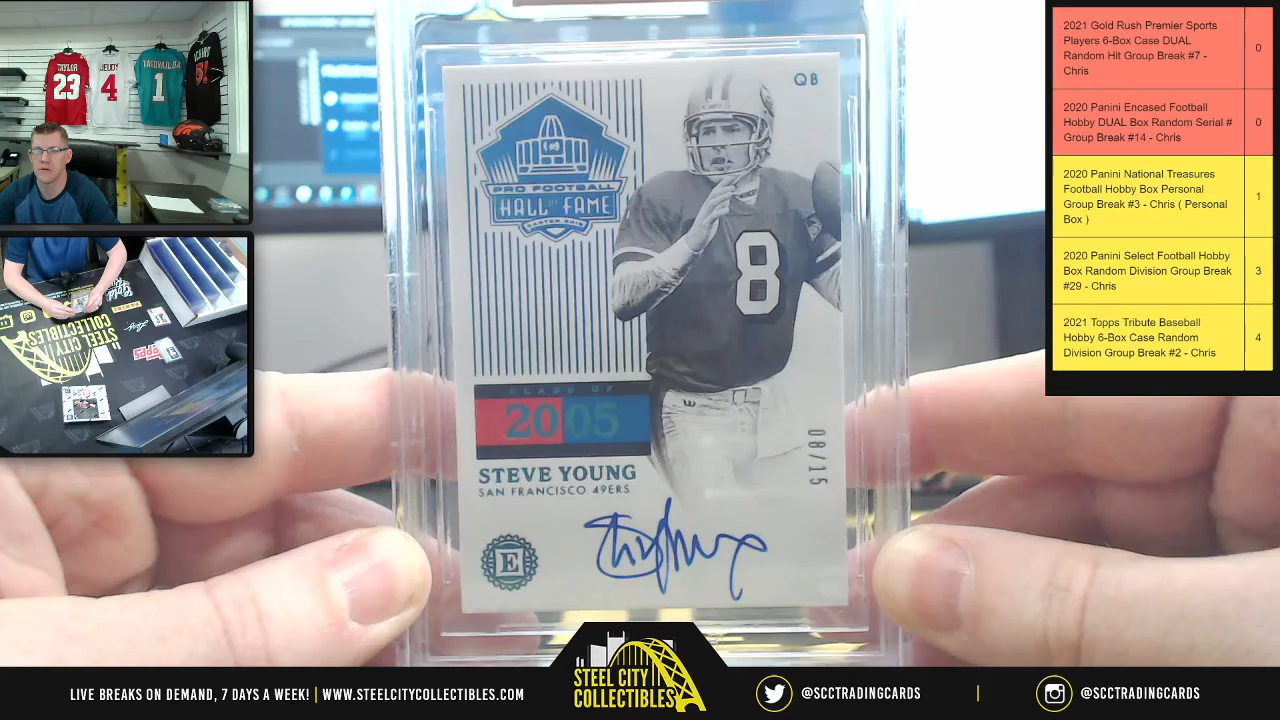 TAYLOR
23
JEUDY
4
TAGOVAILOA
1
QB
PRO FOOTBALL
HALL OF FAME
8
CLASS OF
2005
STEVE YOUNG
SAN FRANCISCO 49ERS
08/15
E
STEEL CITY
COLLECTIBLES
TOPPS
2021 Gold Rush Premier Sports
Players 6-Box Case DUAL
Random Hit Group Break #7 -
Chris
0
2020 Panini Encased Football
Hobby DUAL Box Random Serial #
Group Break #14 - Chris
0
2020 Panini National Treasures
Football Hobby Box Personal
Group Break #3 - Chris ( Personal
Box )
1
2020 Panini Select Football Hobby
Box Random Division Group Break
#29 - Chris
3
2021 Topps Tribute Baseball
Hobby 6-Box Case Random
Division Group Break #2 - Chris
4
LIVE BREAKS ON DEMAND, 7 DAYS A WEEK! | WWW.STEELCITYCOLLECTIBLES.COM
STEEL CITY
COLLECTIBLES
@SCCTRADINGCARDS
@SCCTRADINGCARDS